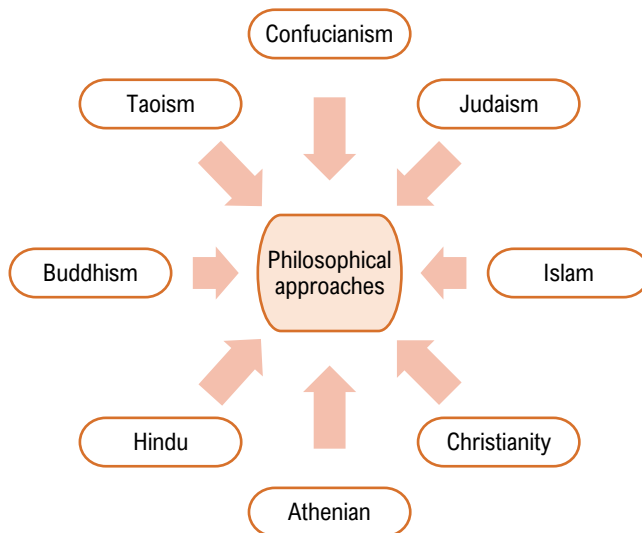 Confucianism
Taoism
Judaism
Buddhism
Philosophical
approaches
Islam
Hindu
Christianity
Athenian